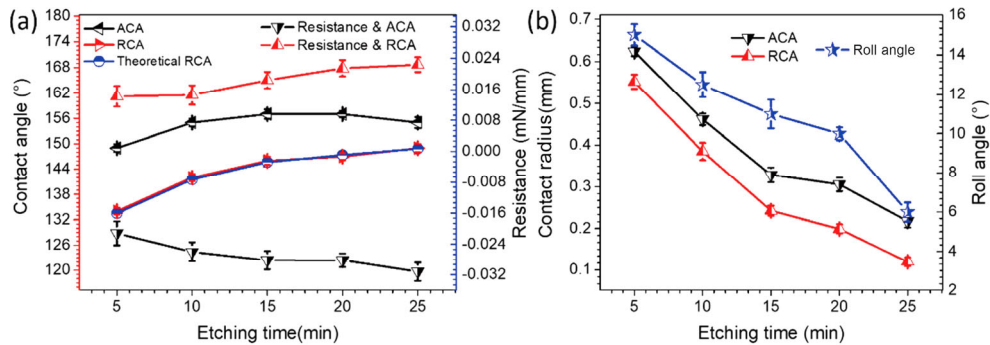 (a)
Contact angle (°)
180
174
168
162
156
150
144
138
132
126
120
ACA
RCA
Theoretical RCA
Resistance & ACA
Resistance & RCA
0.032
0.024
0.016
0.008
0.000
-0.008
-0.016
-0.024
-0.032
Resistance (mN/mm)
5 10 15 20 25
Etching time(min)
(b)
Contact radius(mm)
0.7
0.6
0.5
0.4
0.3
0.2
0.1
ACA
RCA
Roll angle
16
14
12
10
8
6
4
2
Roll angle (°)
5 10 15 20 25
Etching time (min)